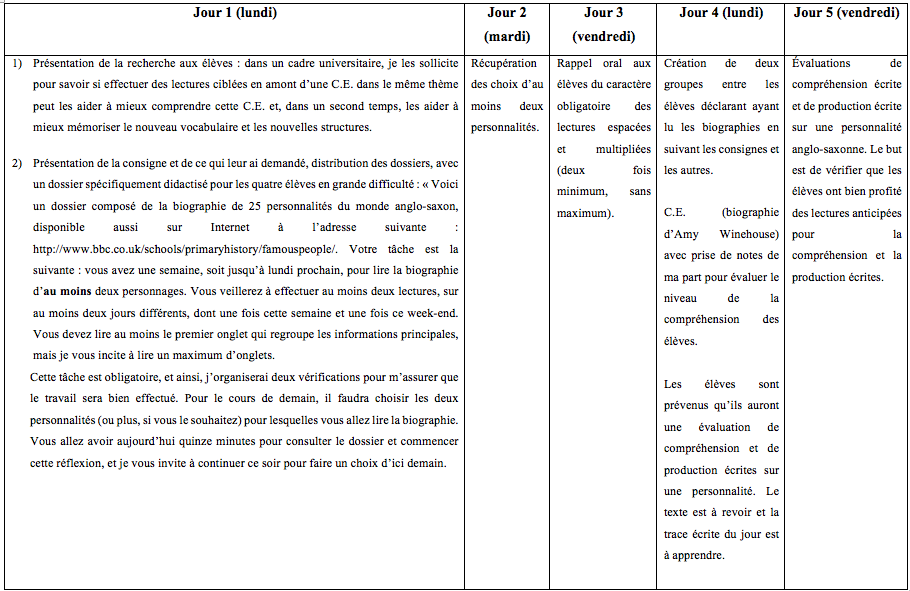 Jour 1 (lundi)
1) Présentation de la recherche aux élèves : dans un cadre universitaire, je les sollicite
pour savoir si effectuer des lectures ciblées en amont d’une C.E. dans le même thème
peut les aider à mieux comprendre cette C.E. et, dans un second temps, les aider à
mieux mémoriser le nouveau vocabulaire et les nouvelles structures.
2) Présentation de la consigne et de ce qui leur ai demandé, distribution des dossiers, avec
un dossier spécifiquement didactisé pour les quatre élèves en grande difficulté : « Voici
un dossier composé de la biographie de 25 personnalités du monde anglo-saxon,
disponible aussi sur Internet à l’adresse suivante :
http://www.bbc.co.uk/schools/primaryhistory/famouspeople/. Votre tâche est la
suivante : vous avez une semaine, soit jusqu’à lundi prochain, pour lire la biographie
d’au moins deux personnages. Vous veillerez à effectuer au moins deux lectures, sur
au moins deux jours différents, dont une fois cette semaine et une fois ce week-end.
Vous devez lire au moins le premier onglet qui regroupe les informations principales,
mais je vous incite à lire un maximum d’onglets.
Cette tâche est obligatoire, et ainsi, j’organiserai deux vérifications pour m’assurer que
le travail sera bien effectué. Pour le cours de demain, il faudra choisir les deux
personnalités (ou plus, si vous le souhaitez) pour lesquelles vous allez lire la biographie.
Vous allez avoir aujourd’hui quinze minutes pour consulter le dossier et commencer
cette réflexion, et je vous invite à continuer ce soir pour faire un choix d’ici demain.
Jour 2
(mardi)
Récupération
des choix d’au
moins deux
personnalités.
Jour 3
(vendredi)
Rappel oral aux
élèves du caractère
obligatoire des
lectures espacées
et multipliées
(deux fois
minimum, sans
maximum).
Jour 4 (lundi)
Création de deux
groupes entre les
élèves déclarant ayant
lu les biographies en
suivant les consignes et
les autres.
C.E. (biographie
d’Amy Winehouse)
avec prise de notes de
ma part pour évaluer le
niveau de la
compréhension des
élèves.
Les élèves sont
prévenus qu’ils auront
une évaluation de
compréhension et de
production écrites sur
une personnalité. Le
texte est à revoir et la
trace écrite du jour est
à apprendre.
Jour 5 (vendredi)
Évaluations de
compréhension écrite
et de production écrite
sur une personnalité
anglo-saxonne. Le but
est de vérifier que les
élèves ont bien profité
des lectures anticipées
pour la
compréhension et la
production écrites.